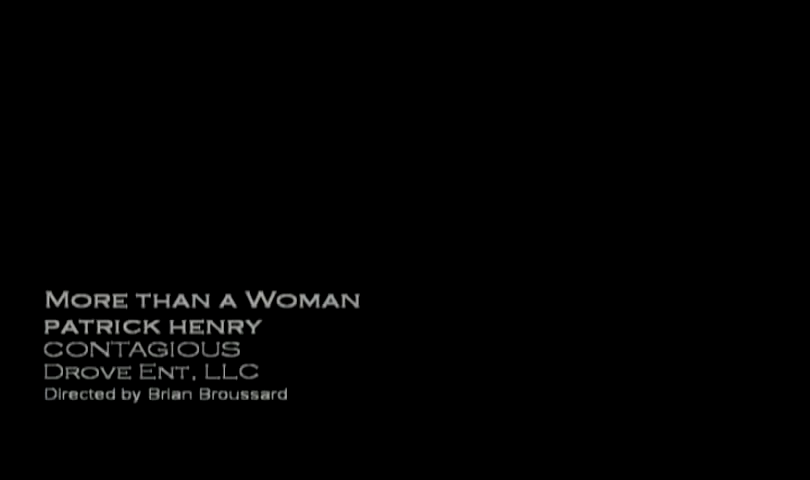 More than a Woman
PATRICK HENRY
CONTAGIOUS
Drove Ent, LLC
Directed by Brian Broussard